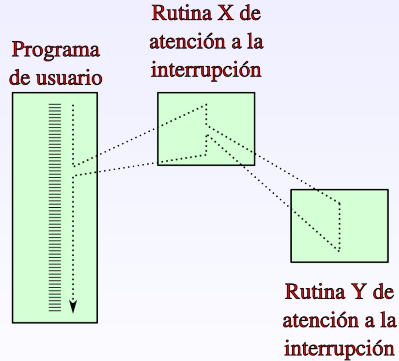 Programa
de usuario
Rutina X de
atención a la
interrupción
Rutina Y de
atención a la
interrupción